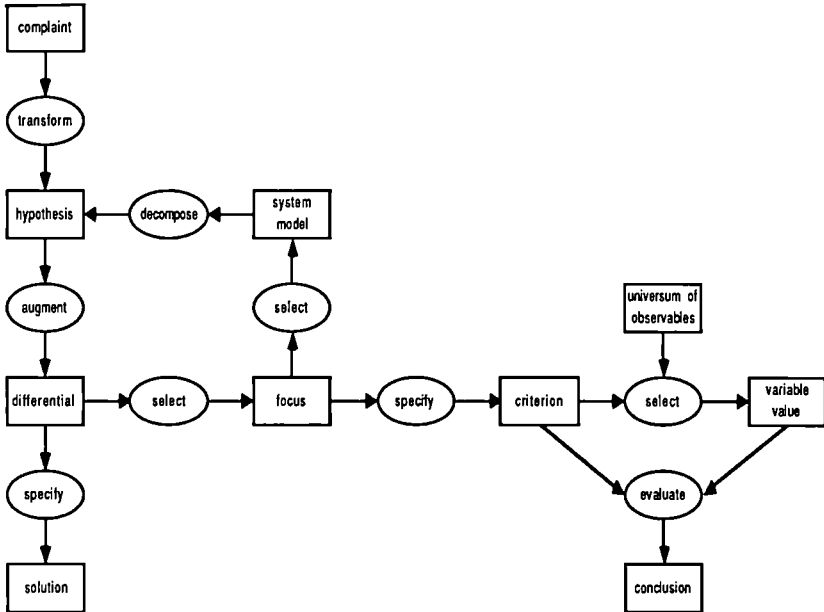 complaint
transform
hypothesis
decompose
system
model
augment
select
universum of
observables
differential
select
focus
specify
criterion
select
variable
value
specify
evaluate
solution
conclusion